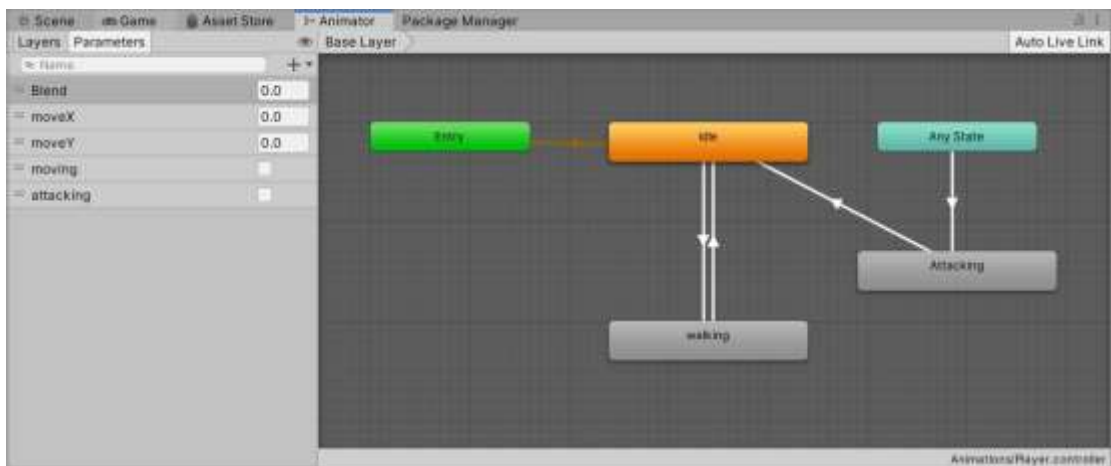 Scene Game Asset Store Animator Package Manager
Layers Parameters Base Layer Auto Live Link
Name
Blend 0.0
moveX 0.0
moveY 0.0
moving
attacking
Entry Idle Any State
Attacking
walking
Animations/Player.controller